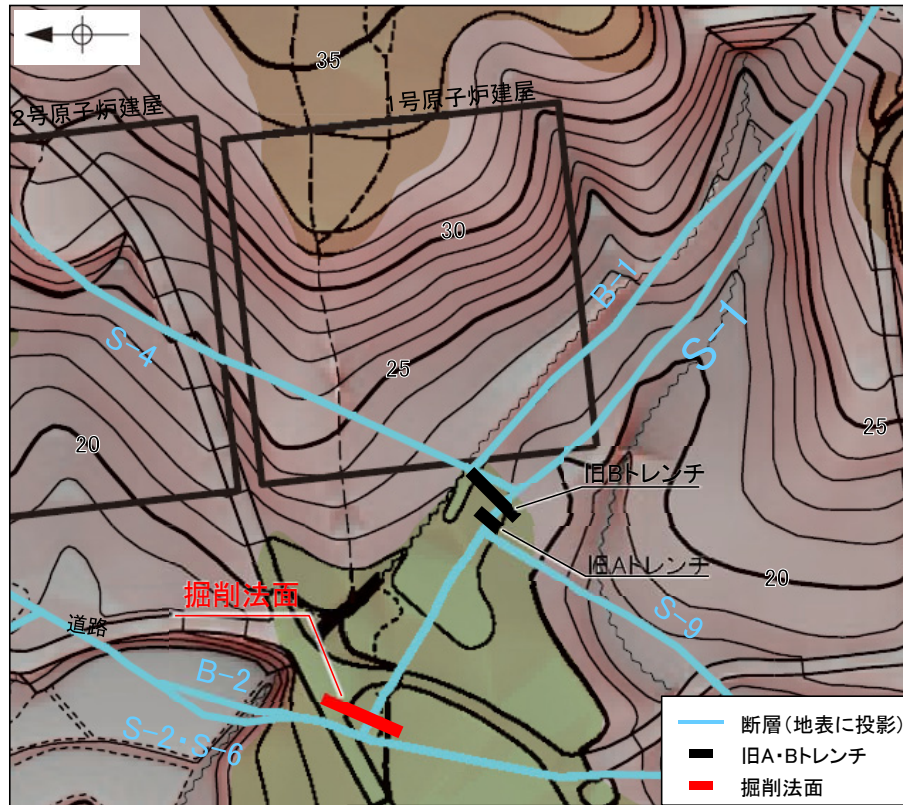 35
1号原子炉建屋
2号原子炉建屋
30
B-1
S-1
S-4
25
25
20
旧Bトレンチ
旧Aトレンチ
20
掘削法面
S-9
道路
B-2
S-2・S-6
断層(地表に投影)
旧A・Bトレンチ
掘削法面